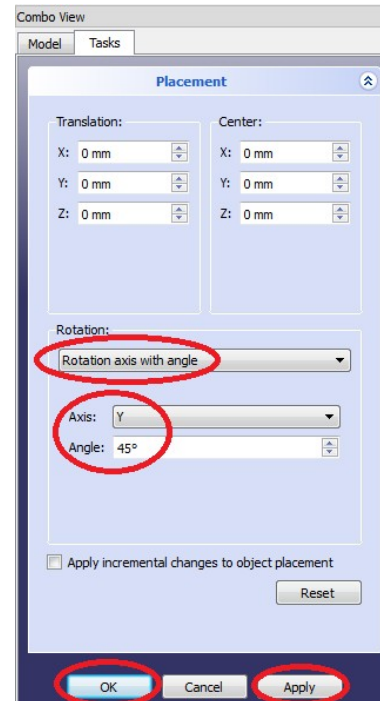 Combo View
Model Tasks
Placement
Translation: Center:
X: 0 mm X: 0 mm
Y: 0 mm Y: 0 mm
Z: 0 mm Z: 0 mm
Rotation:
Rotation axis with angle
Axis: Y
Angle: 45°
Apply incremental changes to object placement
Reset
OK Cancel Apply